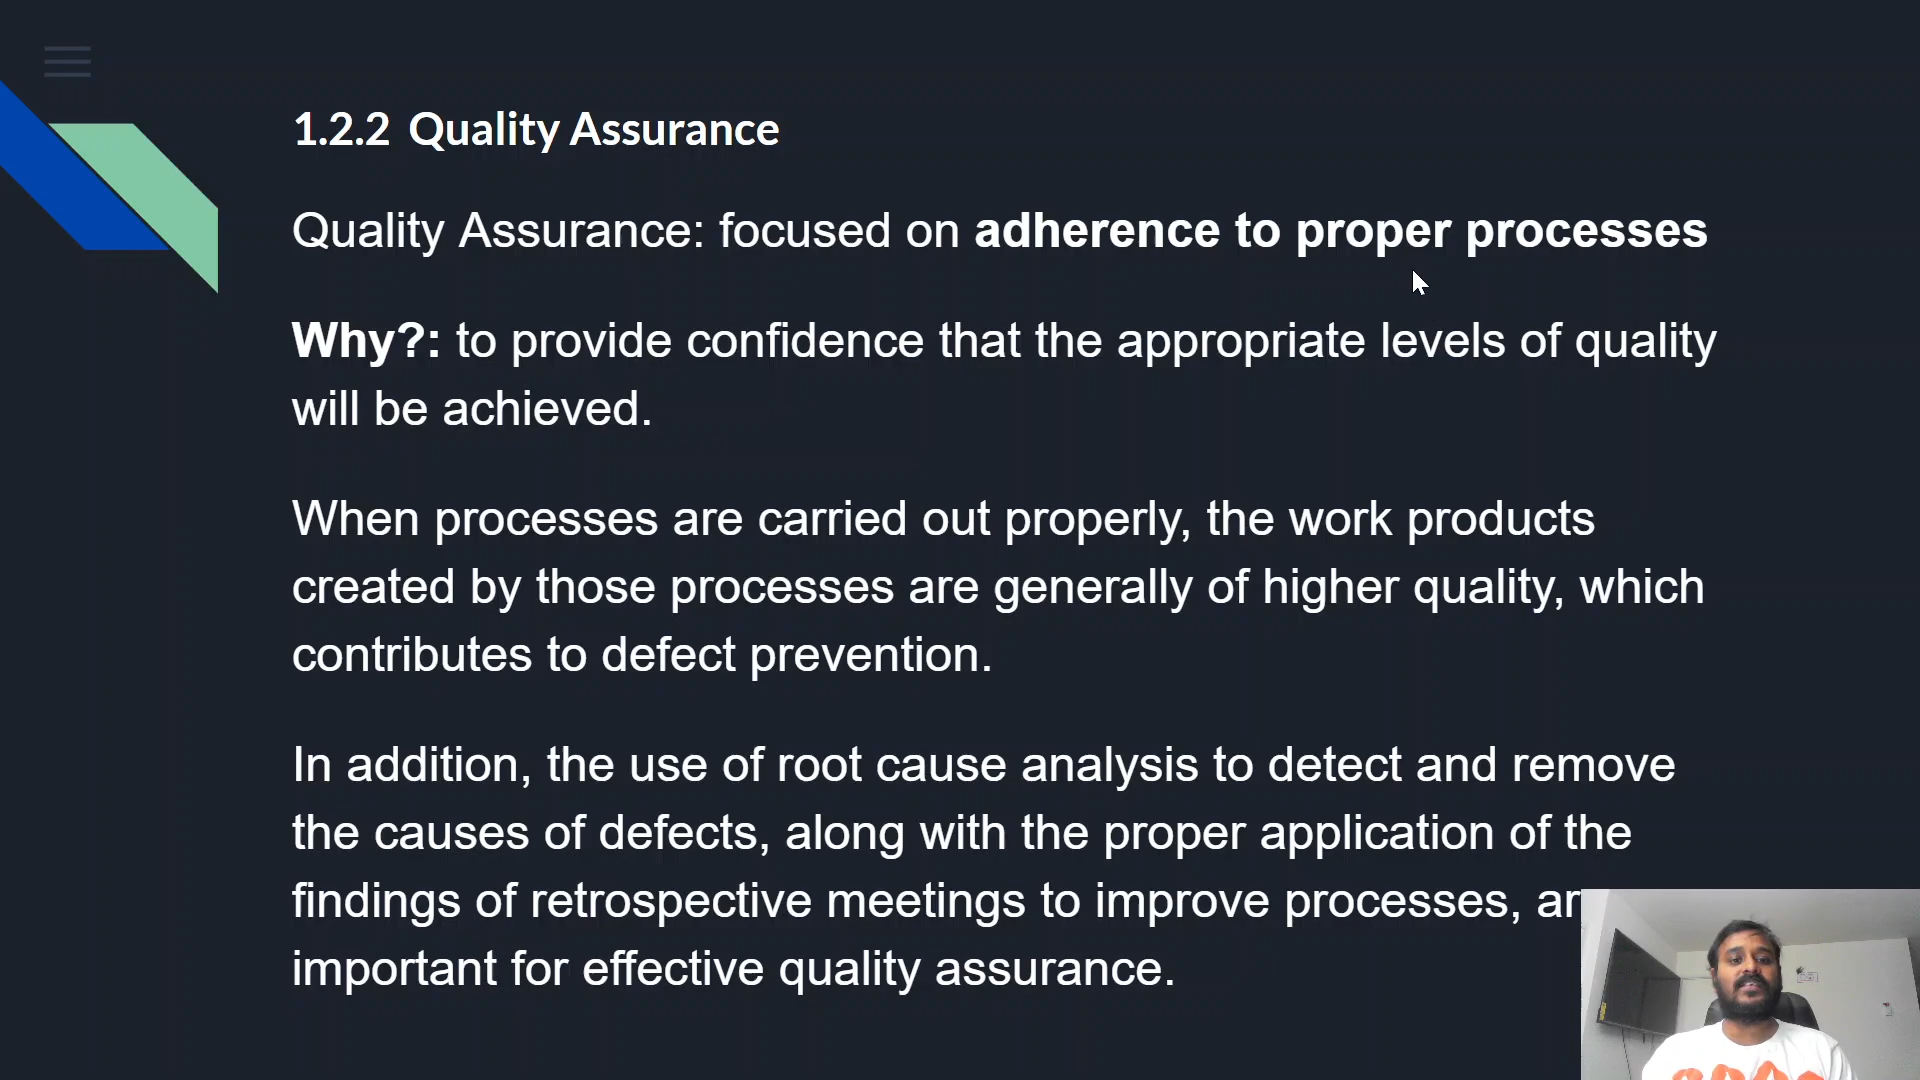 1.2.2 Quality Assurance
Quality Assurance: focused on adherence to proper processes
Why?: to provide confidence that the appropriate levels of quality
will be achieved.
When processes are carried out properly, the work products
created by those processes are generally of higher quality, which
contributes to defect prevention.
In addition, the use of root cause analysis to detect and remove
the causes of defects, along with the proper application of the
findings of retrospective meetings to improve processes,
important for effective quality assurance.